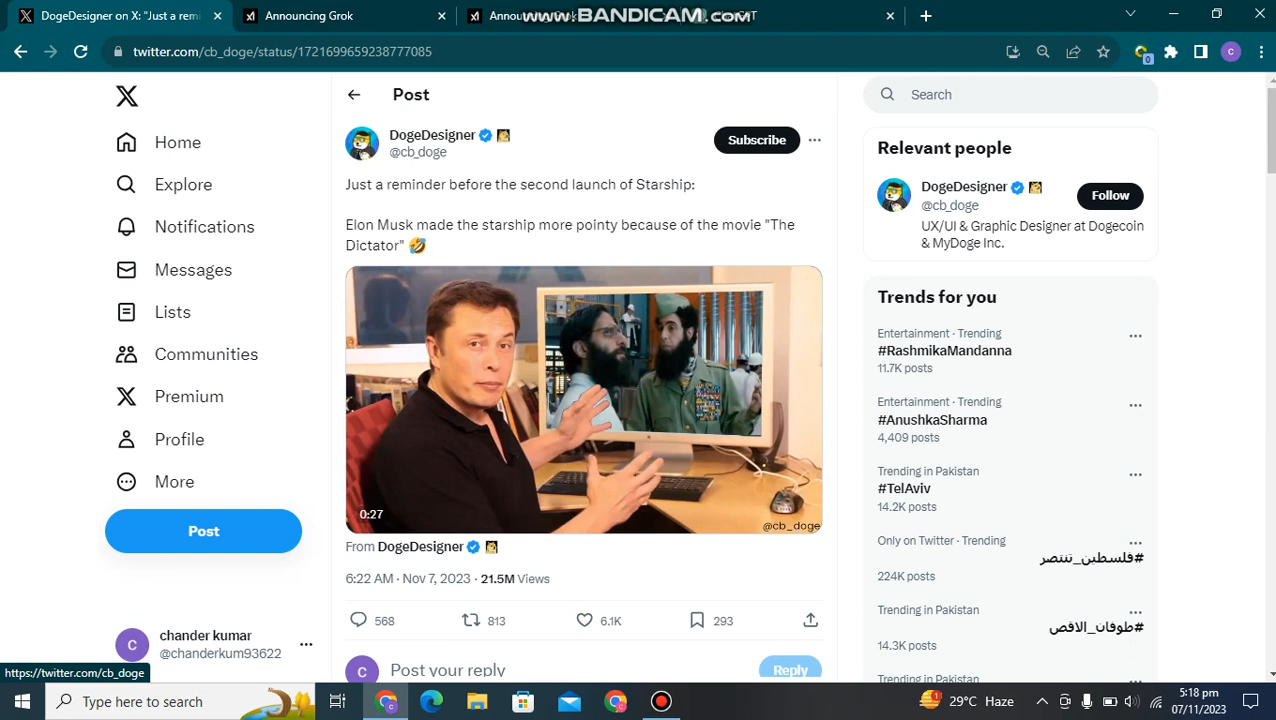 DogeDesigner on X: "Just a remi
Announcing Grok
Announcing Grok
www.BANDICAM.com
twitter.com/cb_doge/status/1721699659238777085
C
0
Home
Explore
Notifications
Messages
Lists
Communities
Premium
Profile
More
Post
chander kumar
@chanderkum93622
C
https://twitter.com/cb_doge
Post
DogeDesigner
@cb_doge
Subscribe
Just a reminder before the second launch of Starship:
Elon Musk made the starship more pointy because of the movie "The
Dictator" 🤣
0:27
@cb_doge
From DogeDesigner
6:22 AM · Nov 7, 2023 · 21.5M Views
568
813
6.1K
293
C
Post your reply
Reply
Search
Relevant people
DogeDesigner
@cb_doge
Follow
UX/UI & Graphic Designer at Dogecoin
& MyDoge Inc.
Trends for you
Entertainment · Trending
#RashmikaMandanna
11.7K posts
Entertainment · Trending
#AnushkaSharma
4,409 posts
Trending in Pakistan
#TelAviv
14.2K posts
Only on Twitter · Trending
#فلسطين_تنتصر
224K posts
Trending in Pakistan
#طوفان_الاقص
14.3K posts
Trending in Pakistan
Type here to search
1
29°C Haze
5:18 pm
07/11/2023